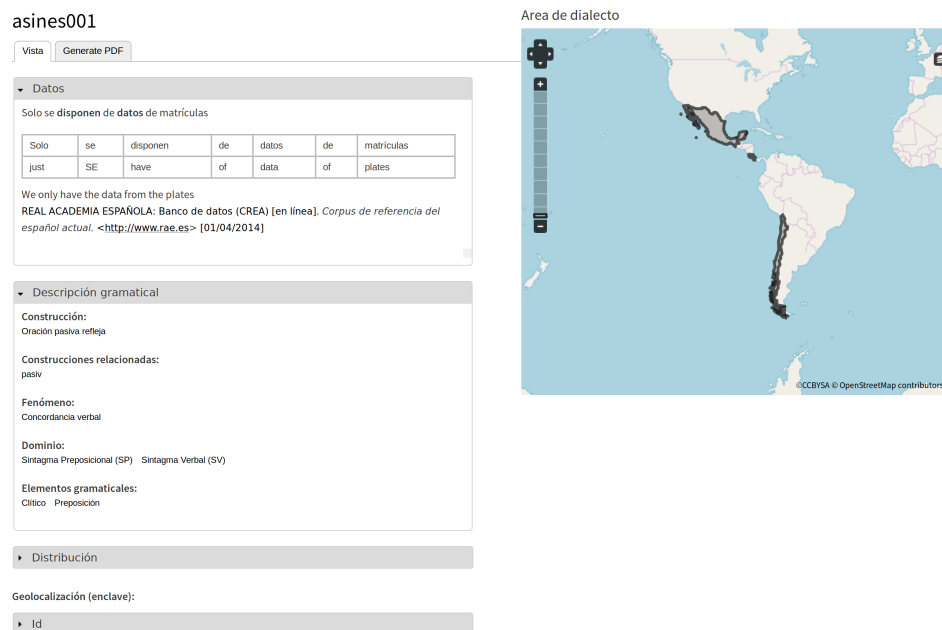 asines001
Vista Generate PDF
Datos
Solo se disponen de datos de matrículas
Solo se disponen de datos de matrículas
just SE have of data of plates
We only have the data from the plates
REAL ACADEMIA ESPAÑOLA: Banco de datos (CREA) [en línea]. Corpus de referencia del
español actual. <http://www.rae.es> [01/04/2014]
Descripción gramatical
Construcción:
Oración pasiva refleja
Construcciones relacionadas:
pasiv
Fenómeno:
Concordancia verbal
Dominio:
Sintagma Preposicional (SP) Sintagma Verbal (SV)
Elementos gramaticales:
Clítico Preposición
Distribución
Geolocalización (enclave):
Id
Area de dialecto
©CCBYSA © OpenStreetMap contributors